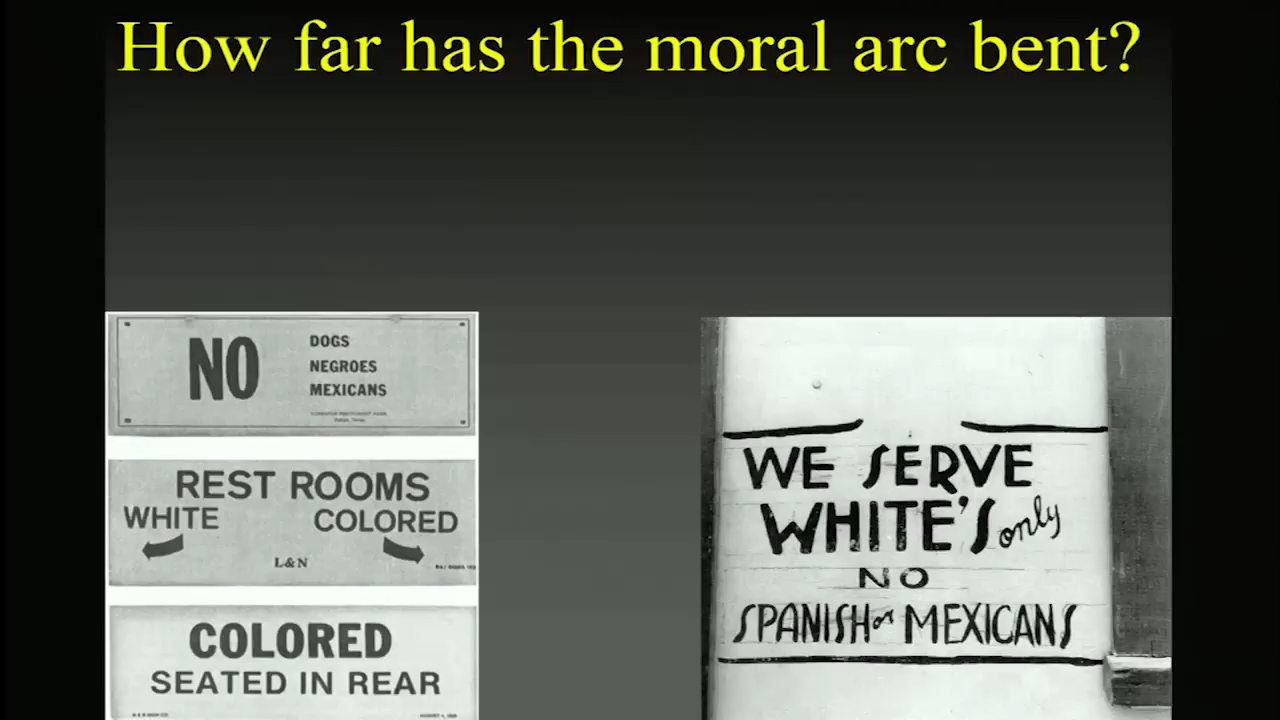 How far has the moral arc bent?
NO
DOGS
NEGROES
MEXICANS
REST ROOMS
WHITE COLORED
L&N
COLORED
SEATED IN REAR
WE SERVE
WHITE'S only
NO
SPANISH or MEXICANS